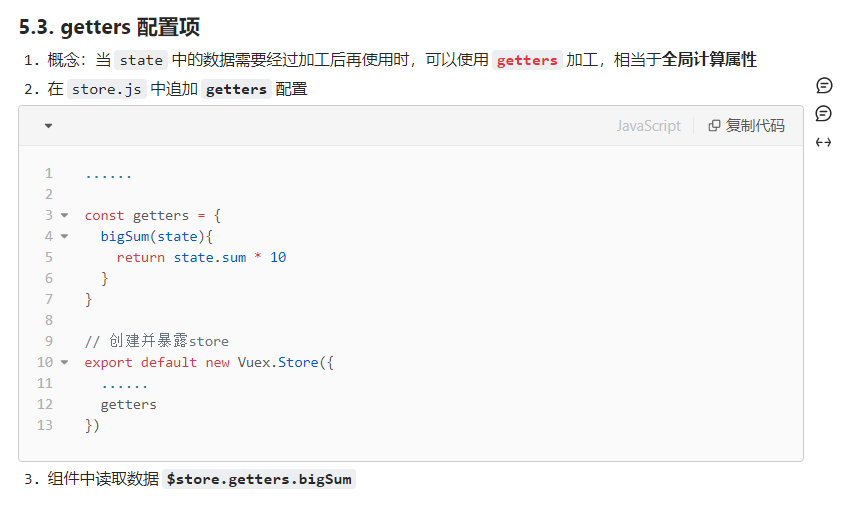 5.3. getters 配置项
1. 概念：当 state 中的数据需要经过加工后再使用时，可以使用 getters 加工，相当于全局计算属性
2. 在 store.js 中追加 getters 配置
JavaScript 复制代码
1 ......
2
3 const getters = {
4 bigSum(state){
5 return state.sum * 10
6 }
7 }
8
9 // 创建并暴露store
10 export default new Vuex.Store({
11 ......
12 getters
13 })
3. 组件中读取数据 $store.getters.bigSum